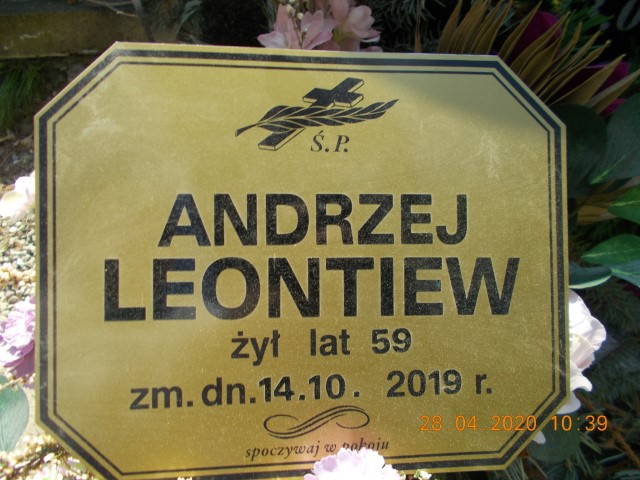 Ś.P.
ANDRZEJ
LEONTIEW
żył lat 59
zm. dn. 14.10. 2019 r.
spoczywaj w pokoju
28 04 2020 10:39